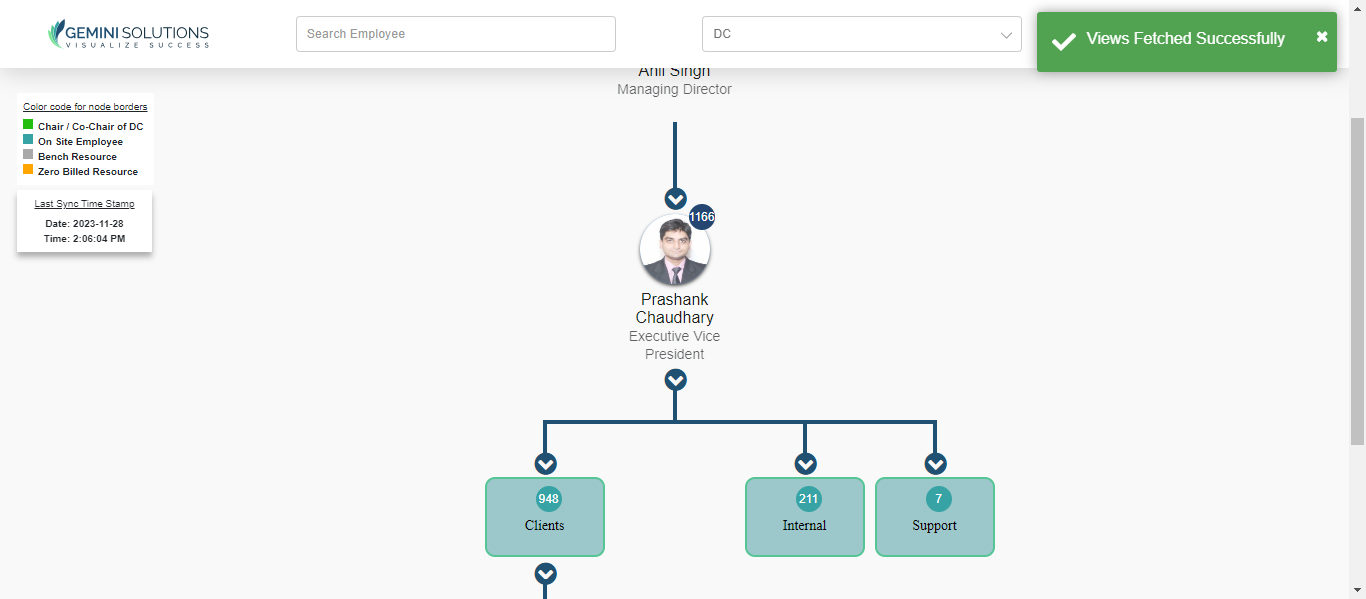 GEMINI SOLUTIONS
VISUALIZE SUCCESS
Search Employee
DC
Views Fetched Successfully
Anil Singh
Managing Director
Color code for node borders
Chair / Co-Chair of DC
On Site Employee
Bench Resource
Zero Billed Resource
Last Sync Time Stamp
Date: 2023-11-28
Time: 2:06:04 PM
1166
Prashank
Chaudhary
Executive Vice
President
948
Clients
211
Internal
7
Support